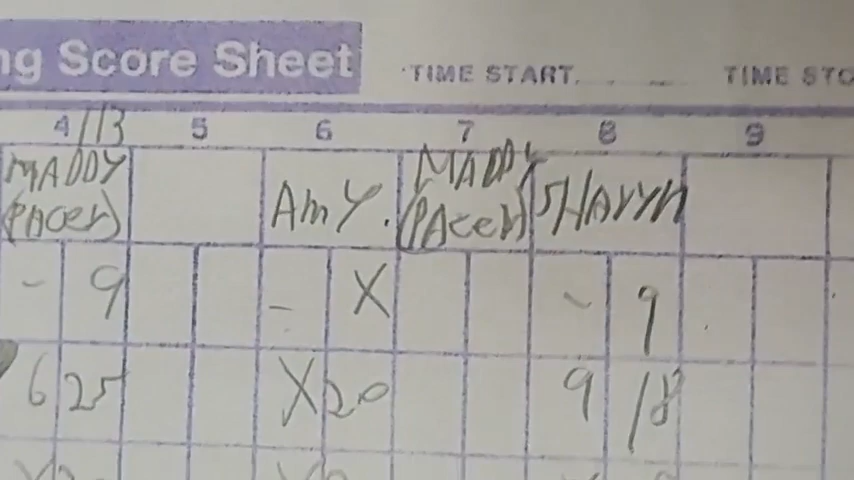 ng Score Sheet TIME START TIME STO
4/13 5 6 7 8 9
MADDY (PAcer) AmY. MADDY (PAcer) SHAryn
- 9 - X - 9
6 25 X 20 9 18